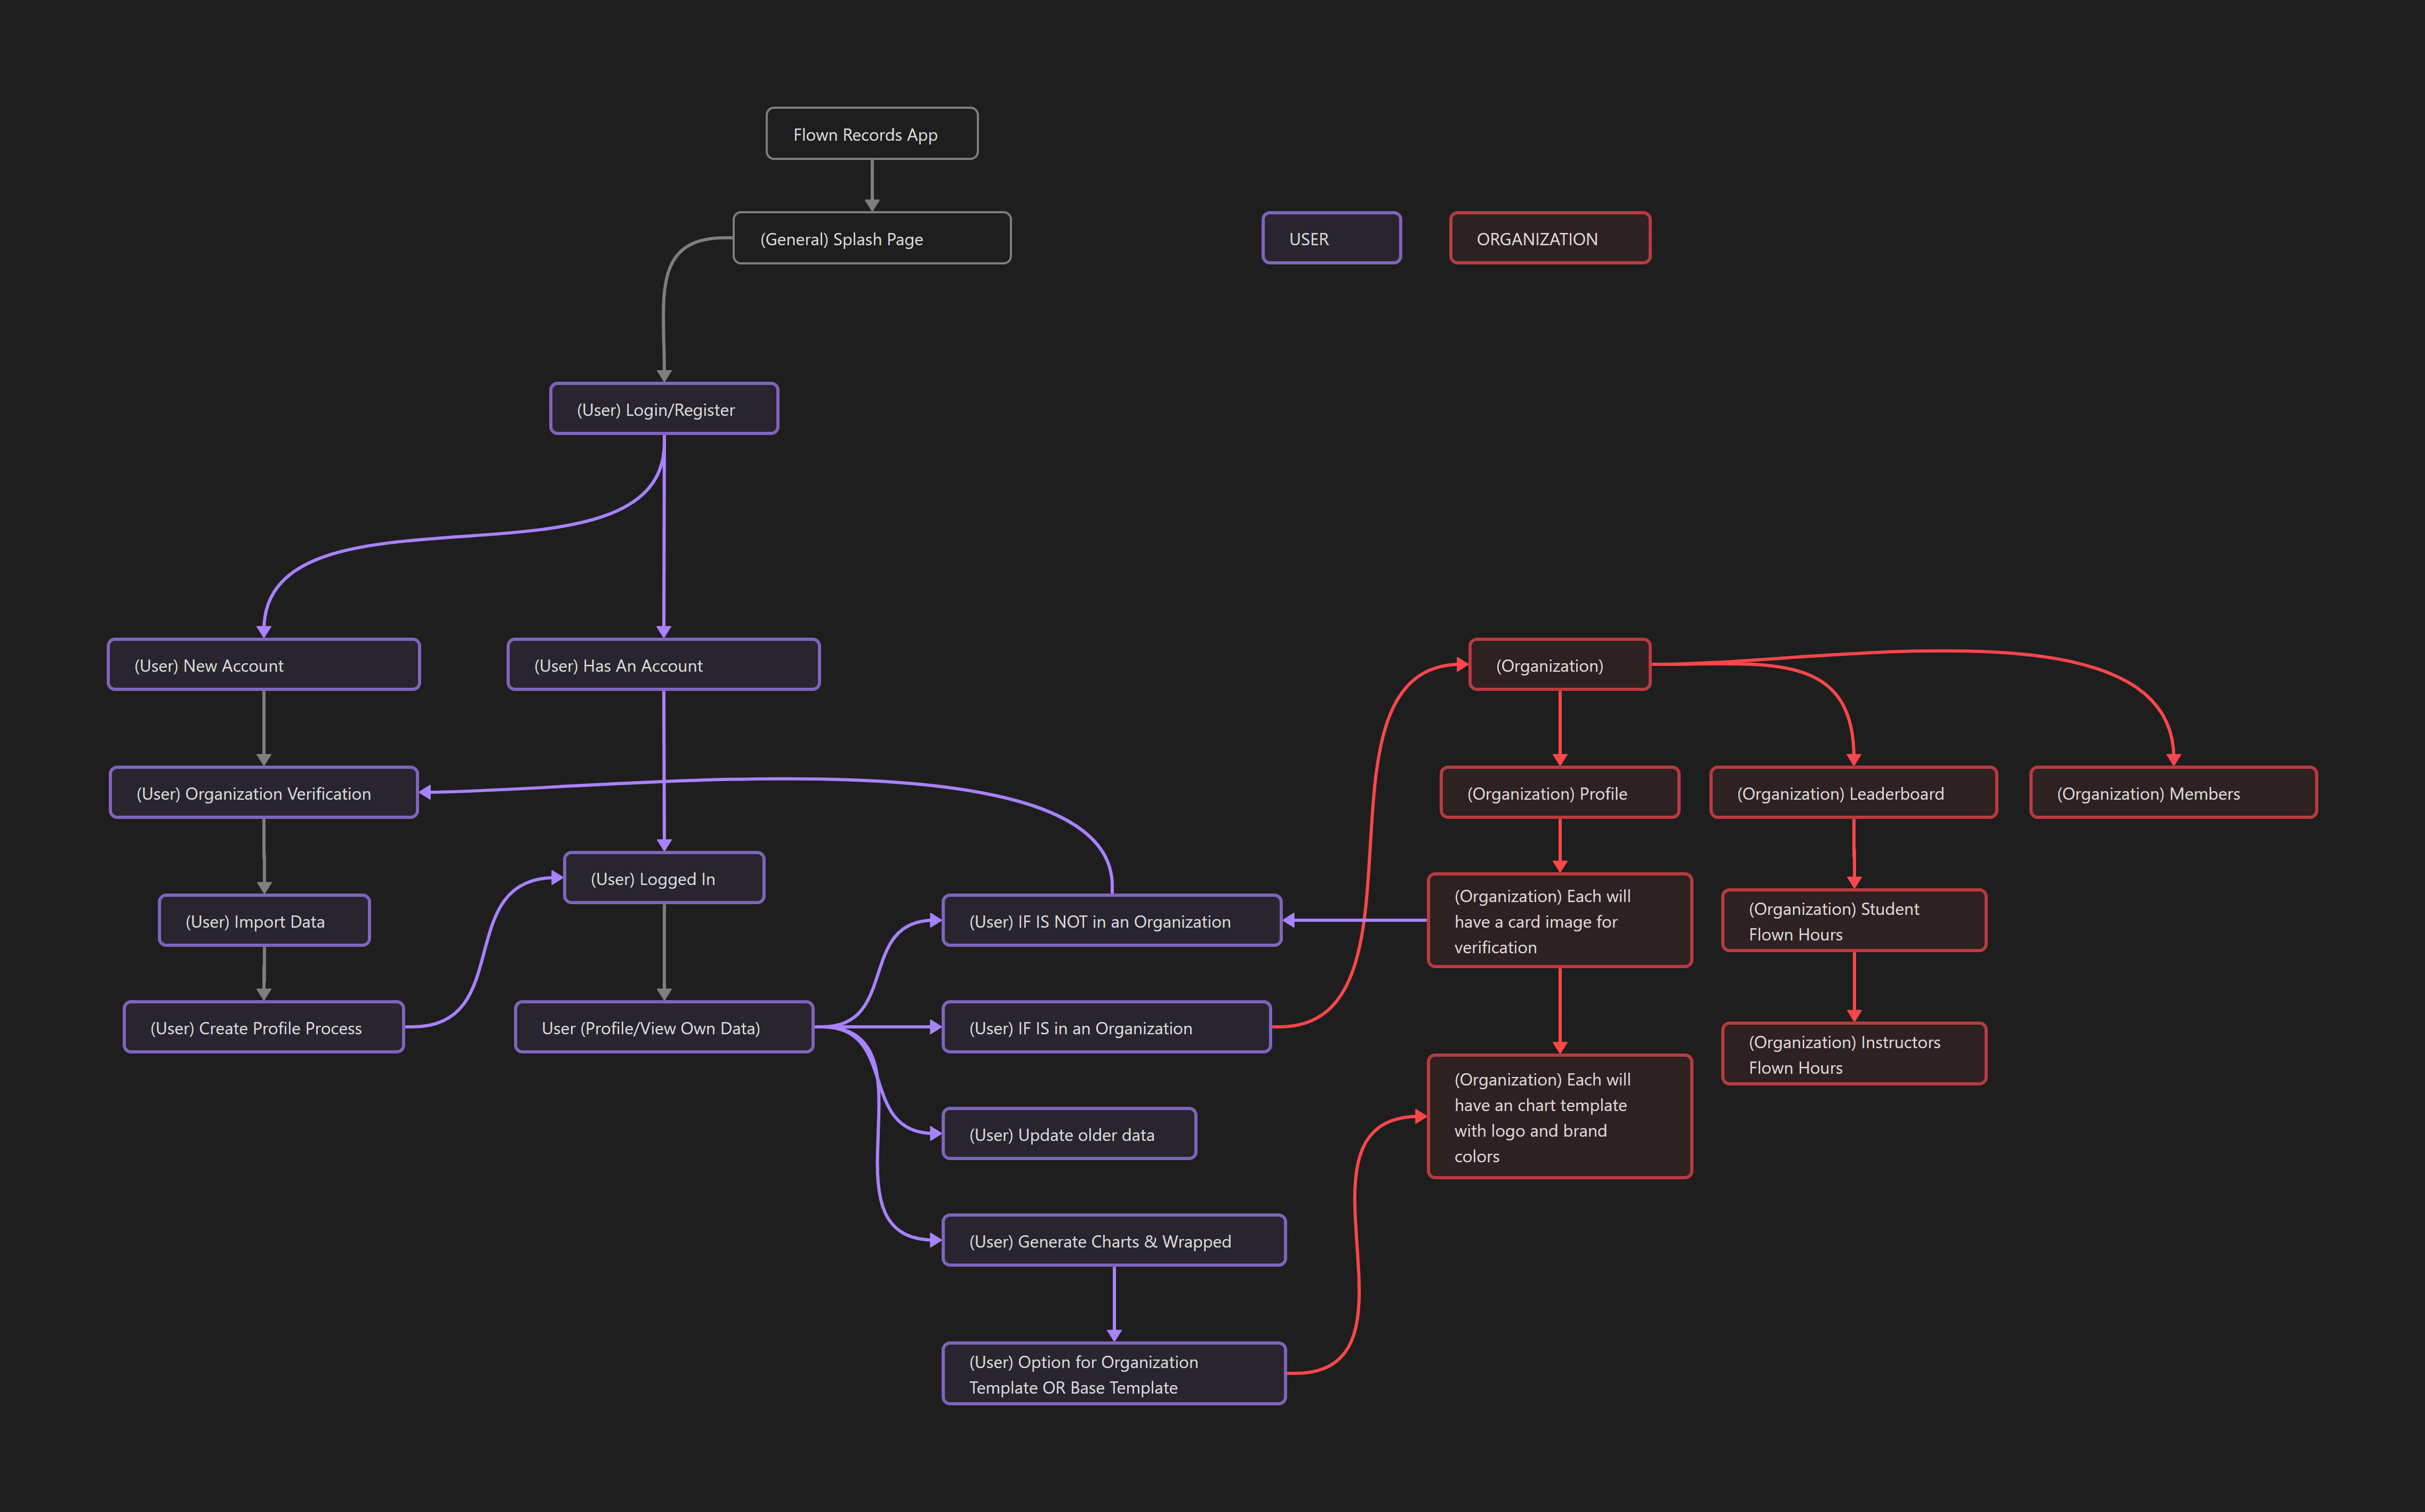 Flown Records App
(General) Splash Page
USER
ORGANIZATION
(User) Login/Register
(User) New Account
(User) Has An Account
(Organization)
(User) Organization Verification
(Organization) Profile
(Organization) Leaderboard
(Organization) Members
(User) Logged In
(User) Import Data
(User) IF IS NOT in an Organization
(Organization) Each will
have a card image for
verification
(Organization) Student
Flown Hours
(User) Create Profile Process
User (Profile/View Own Data)
(User) IF IS in an Organization
(Organization) Instructors
Flown Hours
(Organization) Each will
have an chart template
with logo and brand
colors
(User) Update older data
(User) Generate Charts & Wrapped
(User) Option for Organization
Template OR Base Template